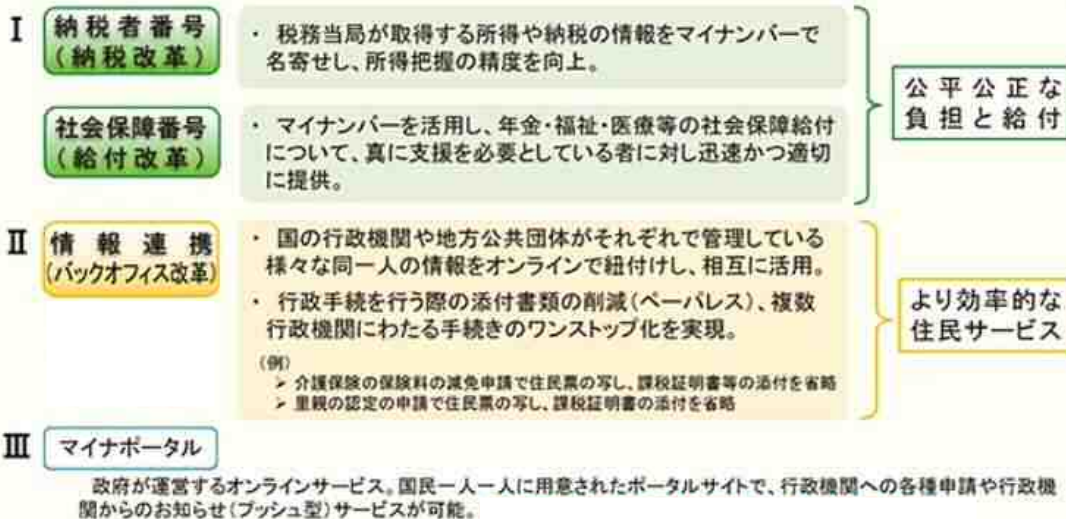 Ⅰ
納税者番号
(納税改革)
・ 税務当局が取得する所得や納税の情報をマイナンバーで
名寄せし、所得把握の精度を向上。
社会保障番号
(給付改革)
・ マイナンバーを活用し、年金・福祉・医療等の社会保障給付
について、真に支援を必要としている者に対し迅速かつ適切
に提供。
公平公正な
負担と給付
Ⅱ
情報連携
(バックオフィス改革)
・ 国の行政機関や地方公共団体がそれぞれで管理している
様々な同一人の情報をオンラインで紐付けし、相互に活用。
・ 行政手続を行う際の添付書類の削減(ペーパレス)、複数
行政機関にわたる手続きのワンストップ化を実現。
(例)
➢ 介護保険の保険料の減免申請で住民票の写し、課税証明書等の添付を省略
➢ 里親の認定の申請で住民票の写し、課税証明書の添付を省略
より効率的な
住民サービス
Ⅲ
マイナポータル
政府が運営するオンラインサービス。国民一人一人に用意されたポータルサイトで、行政機関への各種申請や行政機
関からのお知らせ(プッシュ型)サービスが可能。